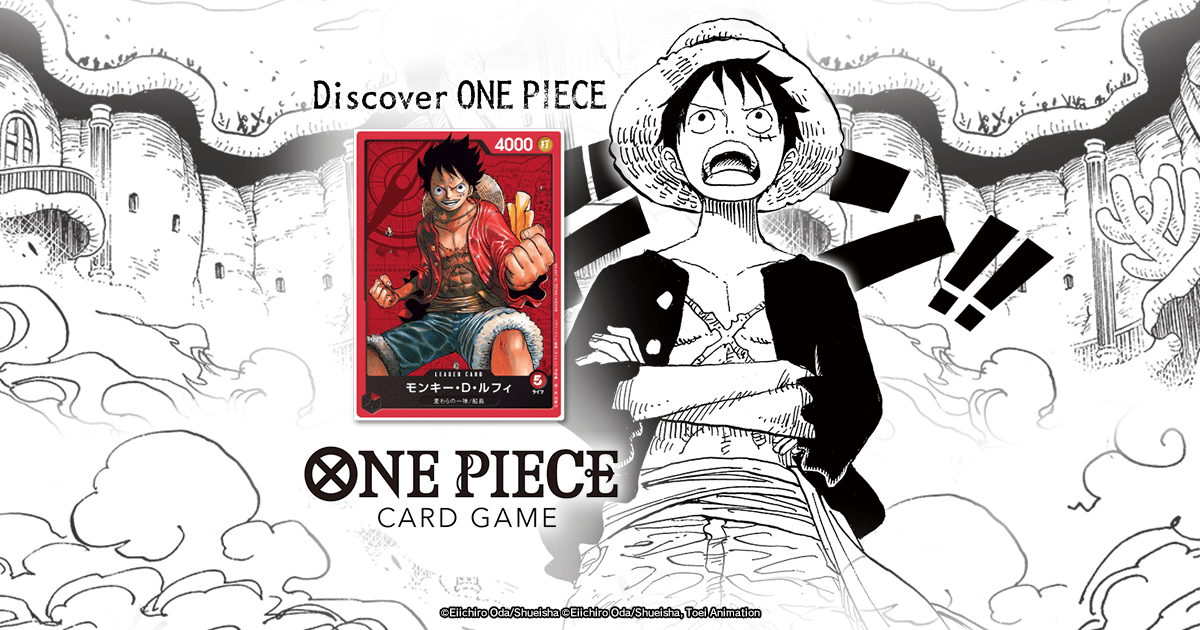 Discover ONE PIECE
4000 打
LEADER CARD
モンキー・D・ルフィ
5
ライフ
麦わらの一味/船長
ONE PIECE
CARD GAME
ドン!!
©Eiichiro Oda/Shueisha ©Eiichiro Oda/Shueisha, Toei Animation